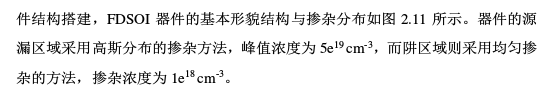 件结构搭建，FDSOI 器件的基本形貌结构与掺杂分布如图 2.11 所示。器件的源
漏区域采用高斯分布的掺杂方法，峰值浓度为 5e¹⁹ cm⁻³，而阱区域则采用均匀掺
杂的方法，掺杂浓度为 1e¹⁸ cm⁻³。